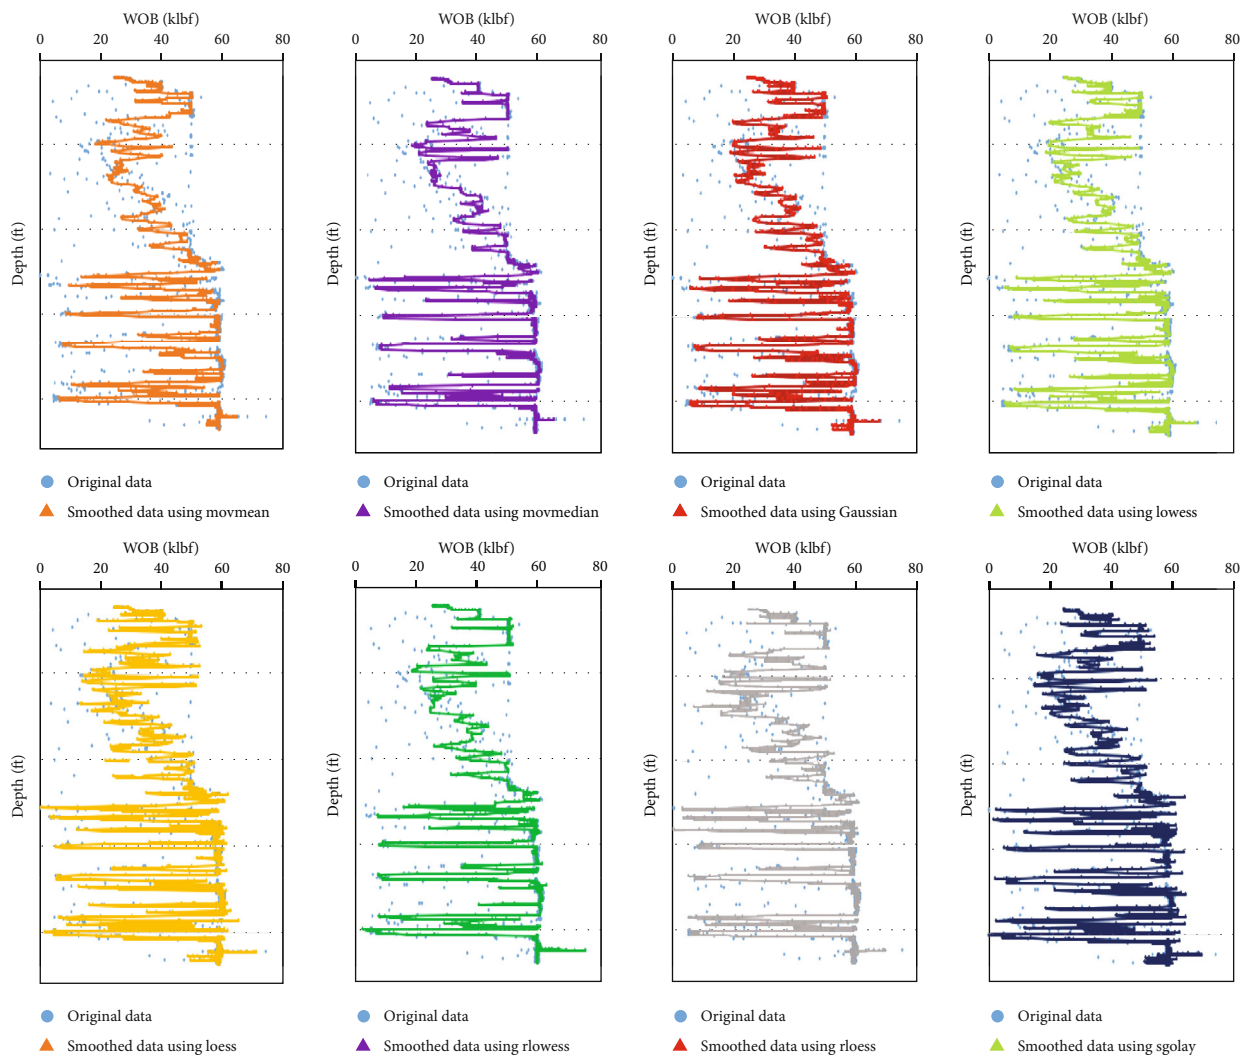 WOB (klbf) WOB (klbf) WOB (klbf) WOB (klbf)
0 20 40 60 80 0 20 40 60 80 0 20 40 60 80 0 20 40 60 80
Depth (ft) Depth (ft) Depth (ft) Depth (ft)
Original data Original data Original data Original data
Smoothed data using movmean Smoothed data using movmedian Smoothed data using Gaussian Smoothed data using lowess
WOB (klbf) WOB (klbf) WOB (klbf) WOB (klbf)
0 20 40 60 80 0 20 40 60 80 0 20 40 60 80 0 20 40 60 80
Depth (ft) Depth (ft) Depth (ft) Depth (ft)
Original data Original data Original data Original data
Smoothed data using loess Smoothed data using rlowess Smoothed data using rloess Smoothed data using sgolay